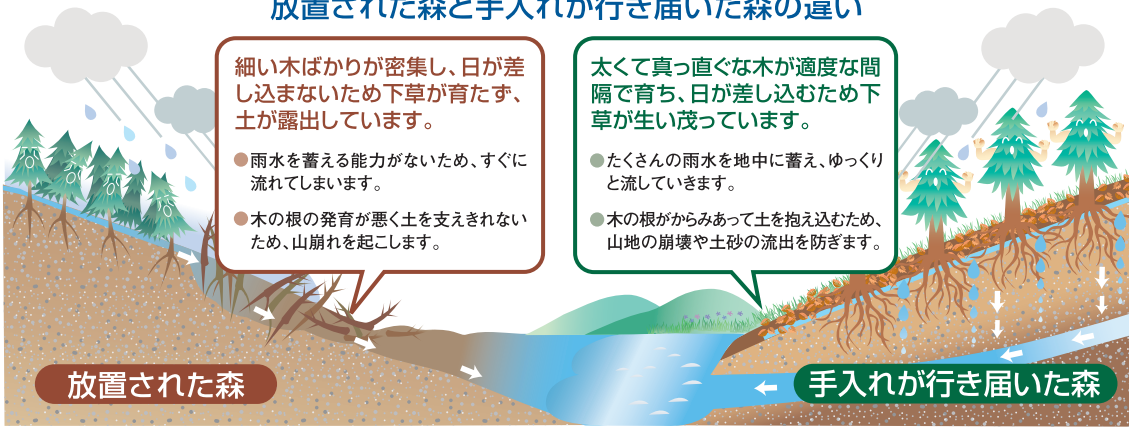 放置された森と手入れが行き届いた森の違い
細い木ばかりが密集し、日が差
し込まないため下草が育たず、
土が露出しています。
●雨水を蓄える能力がないため、すぐに
流れてしまいます。
●木の根の発育が悪く土を支えきれない
ため、山崩れを起こします。
太くて真っ直ぐな木が適度な間
隔で育ち、日が差し込むため下
草が生い茂っています。
●たくさんの雨水を地中に蓄え、ゆっくり
と流していきます。
●木の根がからみあって土を抱え込むため、
山地の崩壊や土砂の流出を防ぎます。
放置された森
手入れが行き届いた森